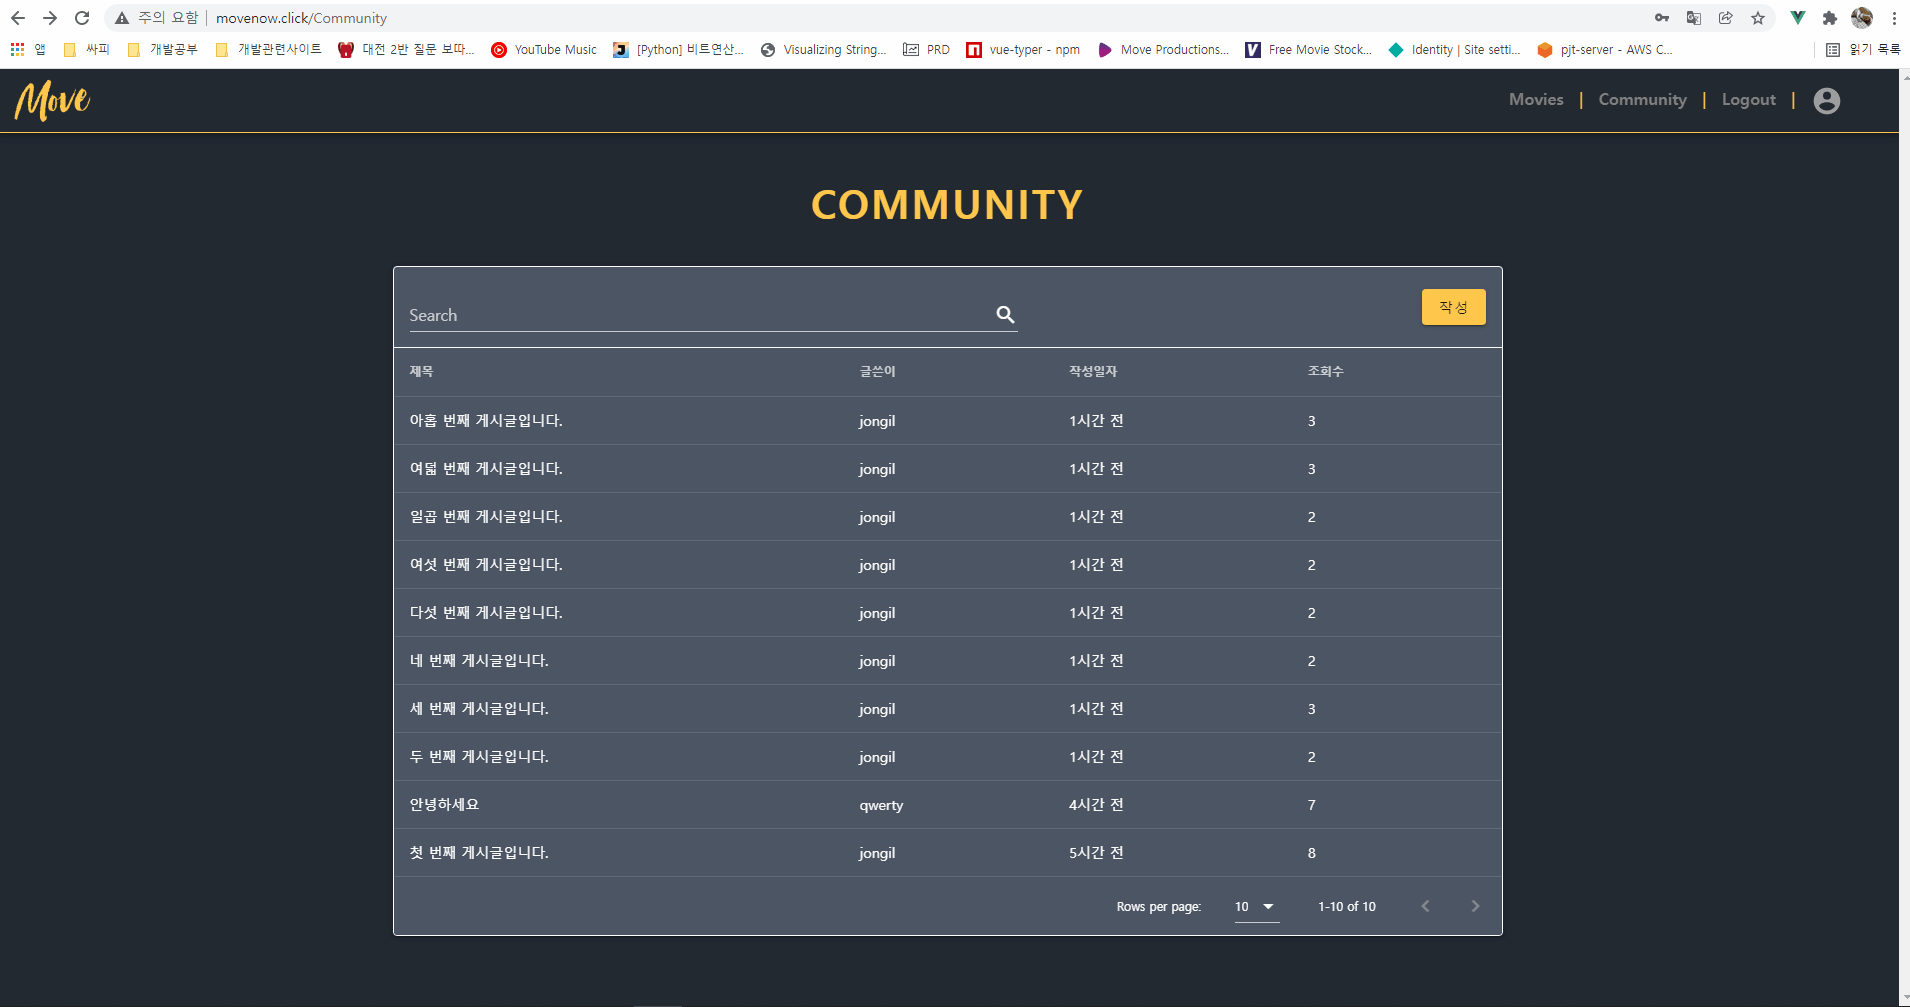 주의 요함 | movenow.click/Community
앱 싸피 개발공부 개발관련사이트 대전 2반 질문 보따... YouTube Music [Python] 비트연산... Visualizing String... PRD vue-typer - npm Move Productions... Free Movie Stock... Identity | Site setti... pjt-server - AWS C... 읽기 목록
Move Movies | Community | Logout |
COMMUNITY
Search 작성
제목 글쓴이 작성일자 조회수
아홉 번째 게시글입니다. jongil 1시간 전 3
여덟 번째 게시글입니다. jongil 1시간 전 3
일곱 번째 게시글입니다. jongil 1시간 전 2
여섯 번째 게시글입니다. jongil 1시간 전 2
다섯 번째 게시글입니다. jongil 1시간 전 2
네 번째 게시글입니다. jongil 1시간 전 2
세 번째 게시글입니다. jongil 1시간 전 3
두 번째 게시글입니다. jongil 1시간 전 2
안녕하세요 qwerty 4시간 전 7
첫 번째 게시글입니다. jongil 5시간 전 8
Rows per page: 10 1-10 of 10